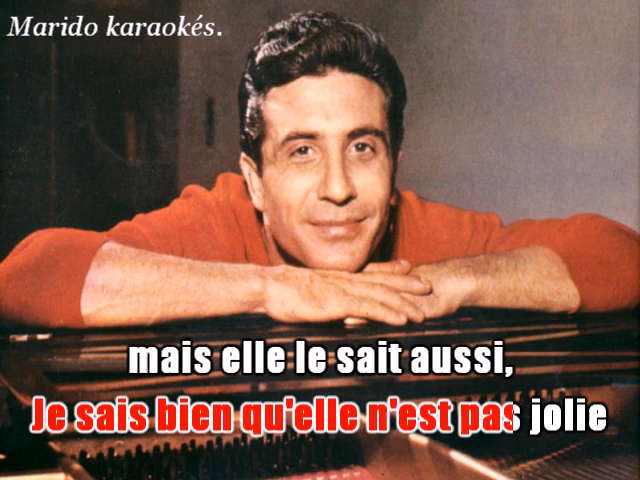 Marido karaokés.
mais elle le sait aussi,
Je sais bien qu'elle n'est pas jolie